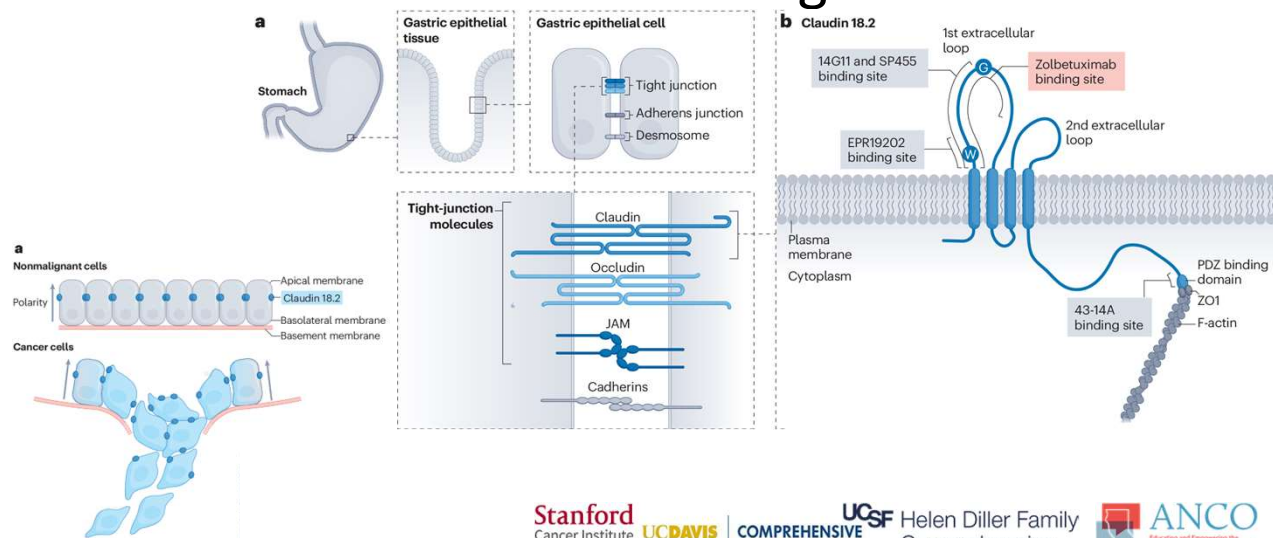 a
Stomach
Gastric epithelial
tissue
Gastric epithelial cell
Tight junction
Adherens junction
Desmosome
Tight-junction
molecules
Claudin
Occludin
JAM
Cadherins
b Claudin 18.2
1st extracellular
loop
14G11 and SP455
binding site
G
Zolbetuximab
binding site
2nd extracellular
loop
EPR19202
binding site
W
Plasma
membrane
Cytoplasm
PDZ binding
domain
ZO1
F-actin
43-14A
binding site
a
Nonmalignant cells
Polarity
Apical membrane
Claudin 18.2
Basolateral membrane
Basement membrane
Cancer cells
Stanford
Cancer Institute
UCDAVIS
COMPREHENSIVE
UCSF Helen Diller Family
ANCO